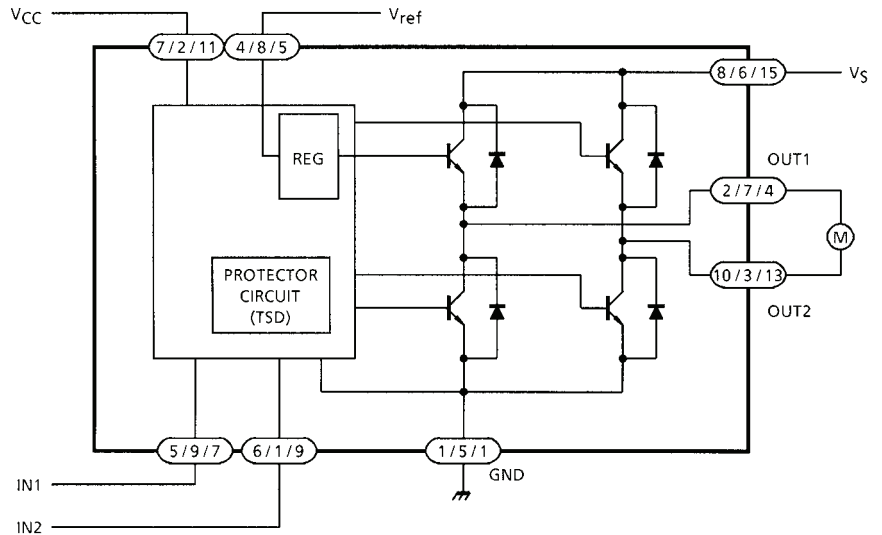 VCC
Vref
7/2/11
4/8/5
8/6/15
VS
REG
OUT1
2/7/4
M
PROTECTOR
CIRCUIT
(TSD)
10/3/13
OUT2
5/9/7
6/1/9
1/5/1
GND
IN1
IN2